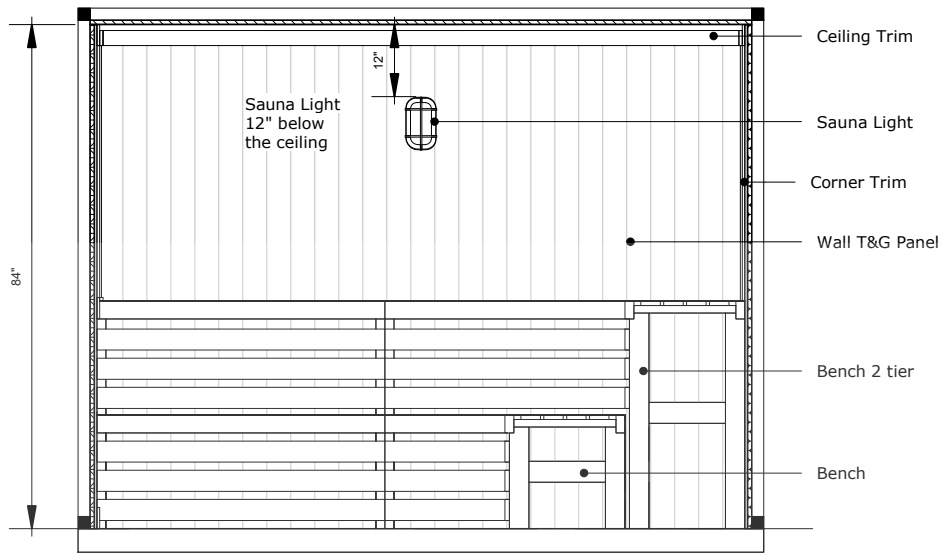 12"
Ceiling Trim
Sauna Light
12" below
the ceiling
Sauna Light
Corner Trim
Wall T&G Panel
84"
Bench 2 tier
Bench